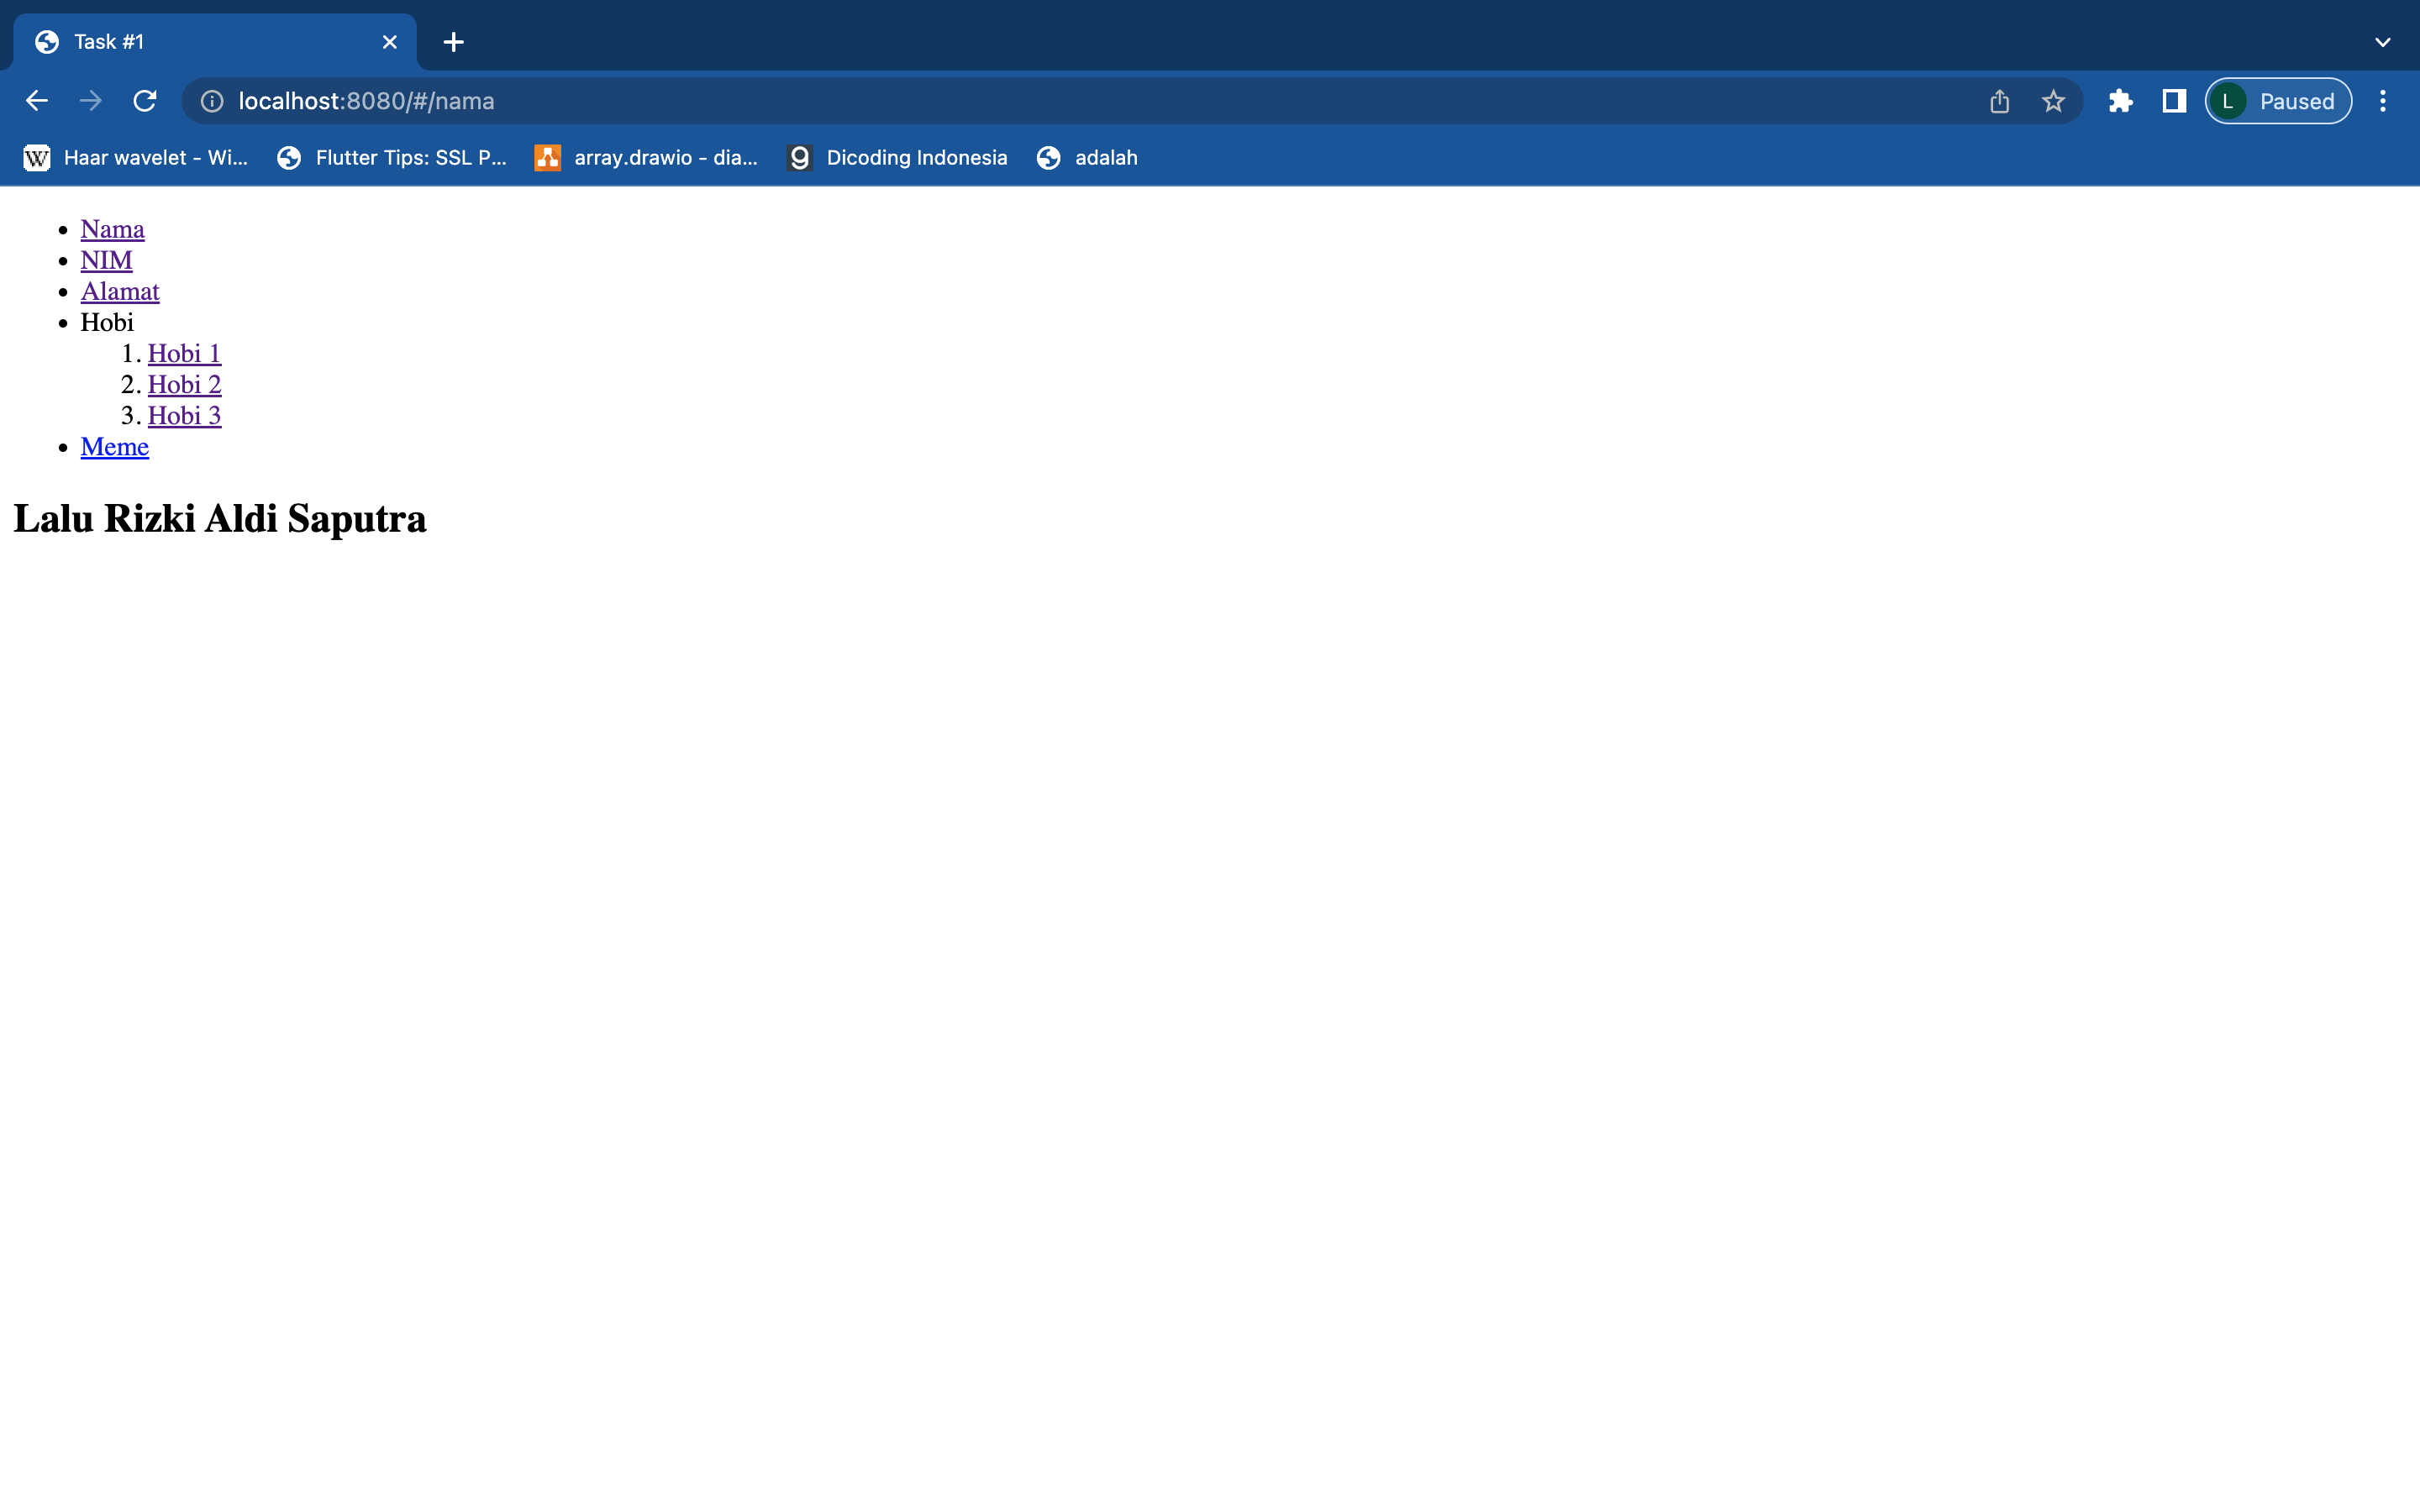 Task #1
localhost:8080/#/nama
L Paused
W Haar wavelet - Wi... Flutter Tips: SSL P... array.drawio - dia... g Dicoding Indonesia adalah
• Nama
• NIM
• Alamat
• Hobi
1. Hobi 1
2. Hobi 2
3. Hobi 3
• Meme
Lalu Rizki Aldi Saputra